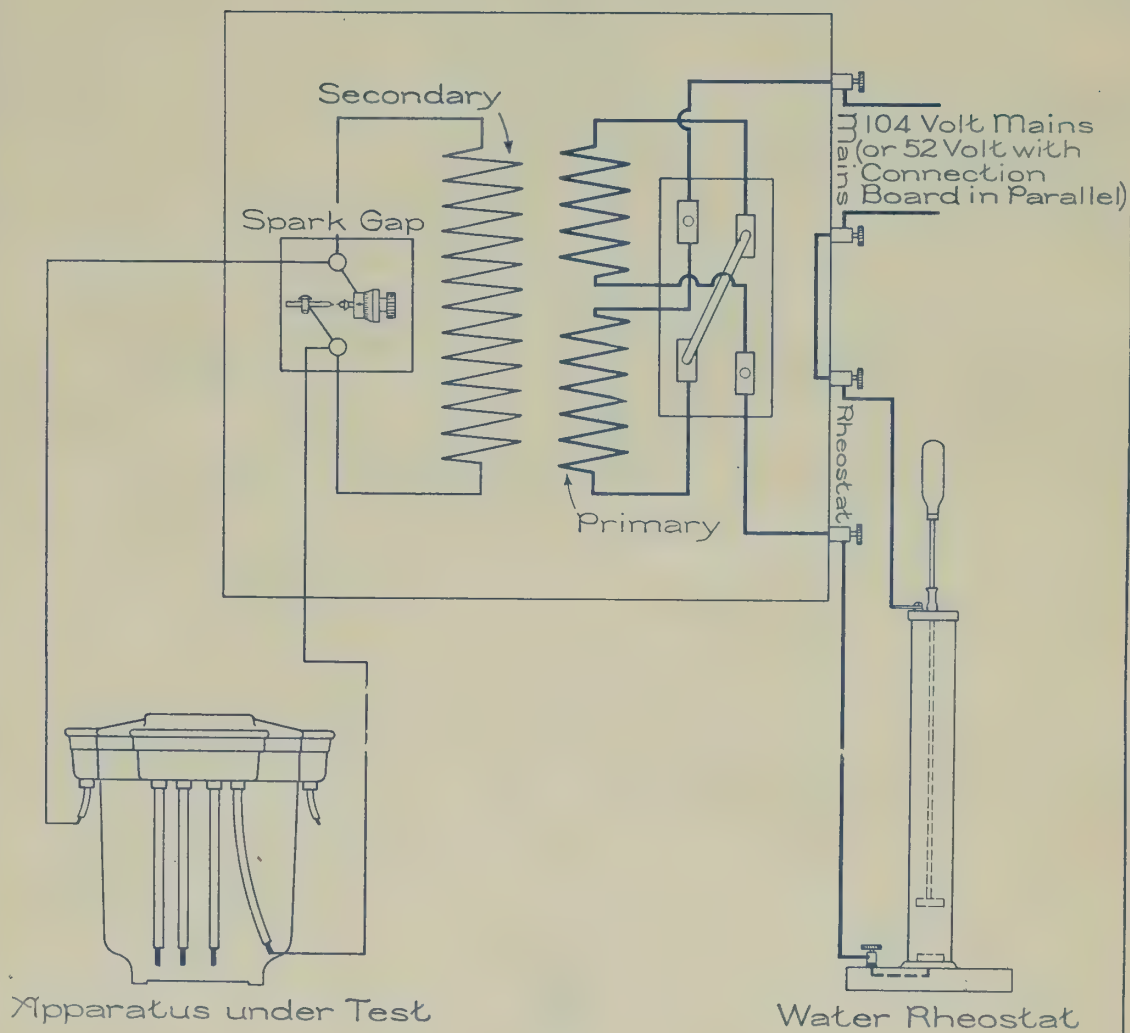 Secondary
Spark Gap
Primary
Mains
104 Volt Mains
(or 52 Volt with
Connection
Board in Parallel)
Rheostat
Apparatus under Test
Water Rheostat